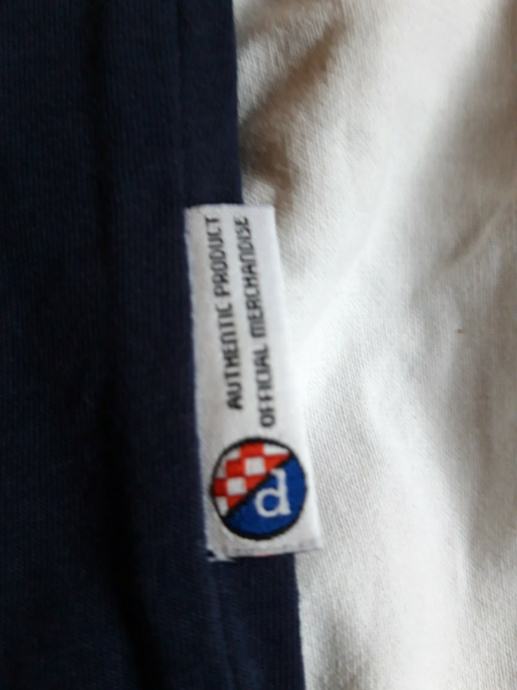 AUTHENTIC PRODUCT
OFFICIAL MERCHANDISE
d